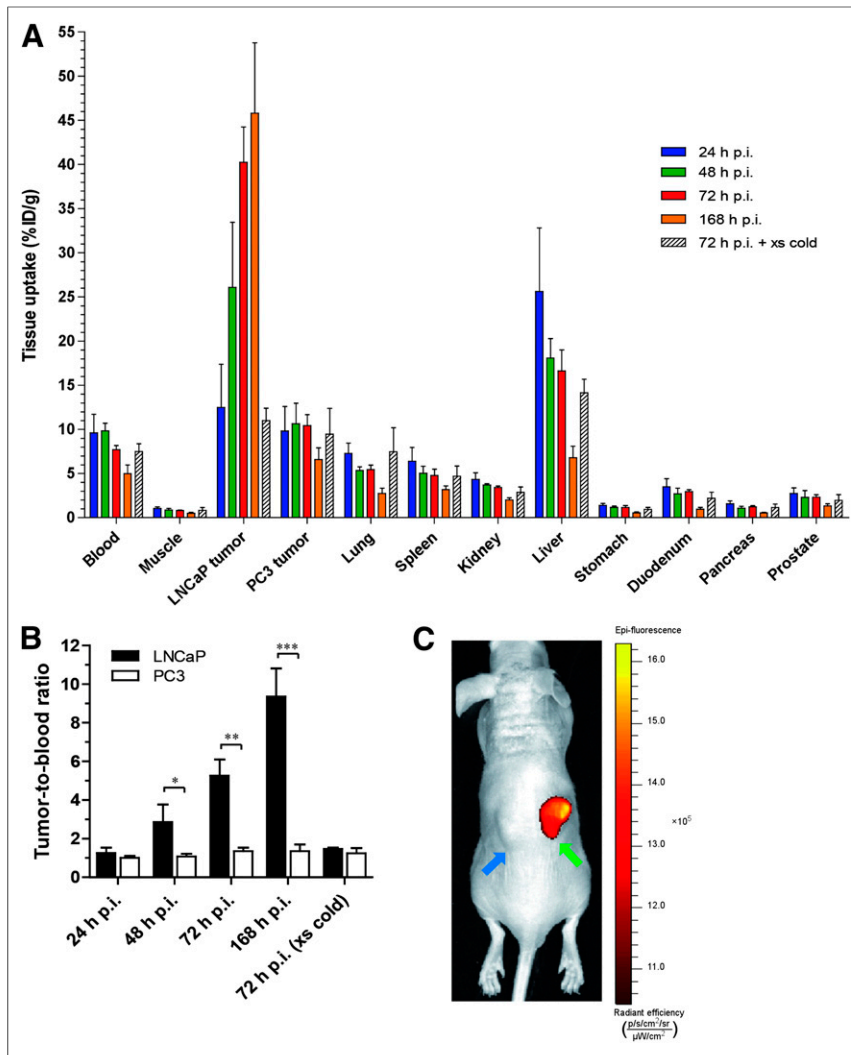 A
Tissue uptake (%ID/g)
55
50
45
40
35
30
25
20
15
10
5
0
24 h p.i.
48 h p.i.
72 h p.i.
168 h p.i.
72 h p.i. + xs cold
Blood
Muscle
LNCaP tumor
PC3 tumor
Lung
Spleen
Kidney
Liver
Stomach
Duodenum
Pancreas
Prostate
B
Tumor-to-blood ratio
12
10
8
6
4
2
0
LNCaP
PC3
*
**
***
24 h p.i.
48 h p.i.
72 h p.i.
168 h p.i.
72 h p.i. (xs cold)
C
Epi-fluorescence
16.0
15.0
14.0
×10⁵
13.0
12.0
11.0
Radiant efficiency
(p/s/cm²/sr
µW/cm²)